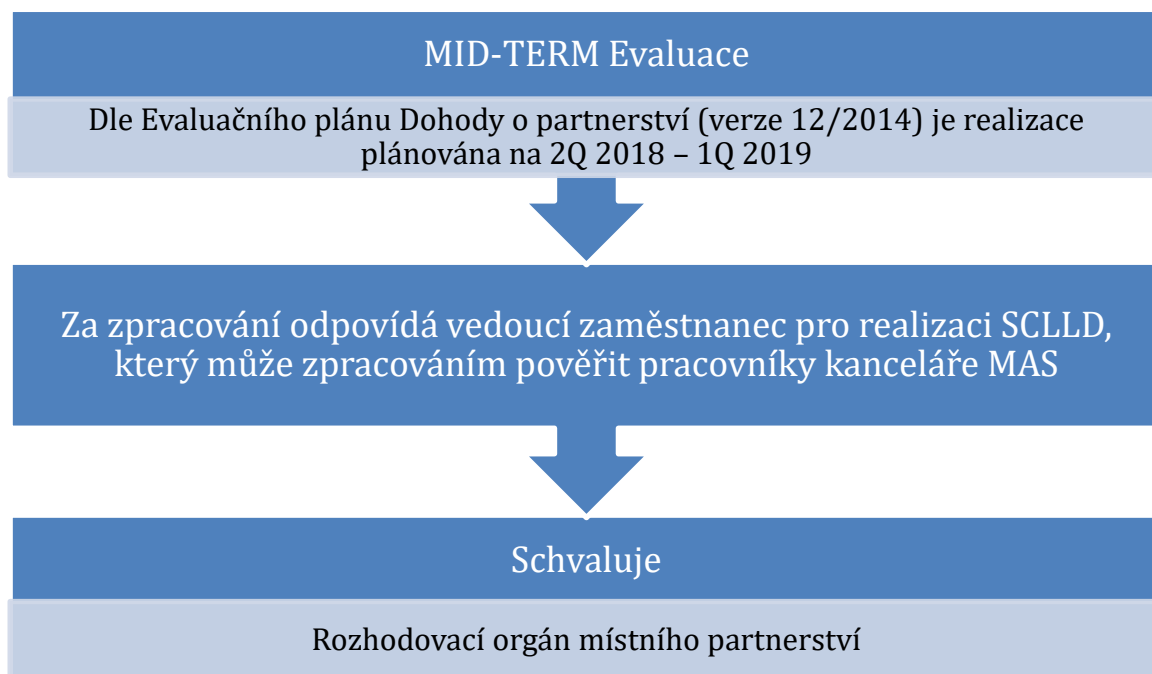 MID-TERM Evaluace
Dle Evaluačního plánu Dohody o partnerství (verze 12/2014) je realizace
plánována na 2Q 2018 – 1Q 2019
Za zpracování odpovídá vedoucí zaměstnanec pro realizaci SCLLD,
který může zpracováním pověřit pracovníky kanceláře MAS
Schvaluje
Rozhodovací orgán místního partnerství